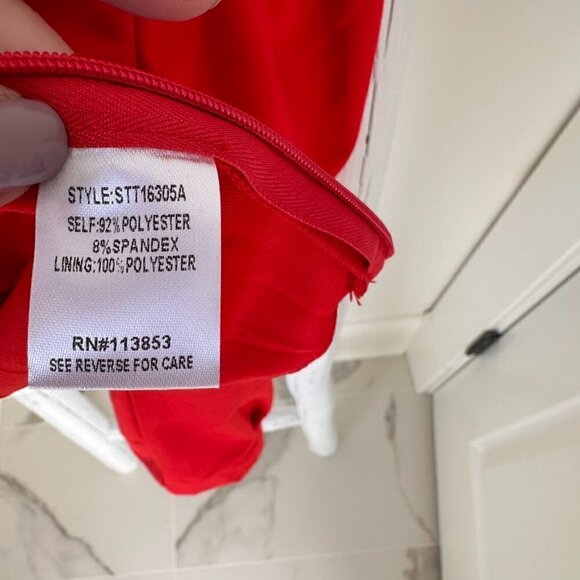 STYLE:STT16305A
SELF:92%POLYESTER
8%SPANDEX
LINING:100%POLYESTER
RN#113853
SEE REVERSE FOR CARE